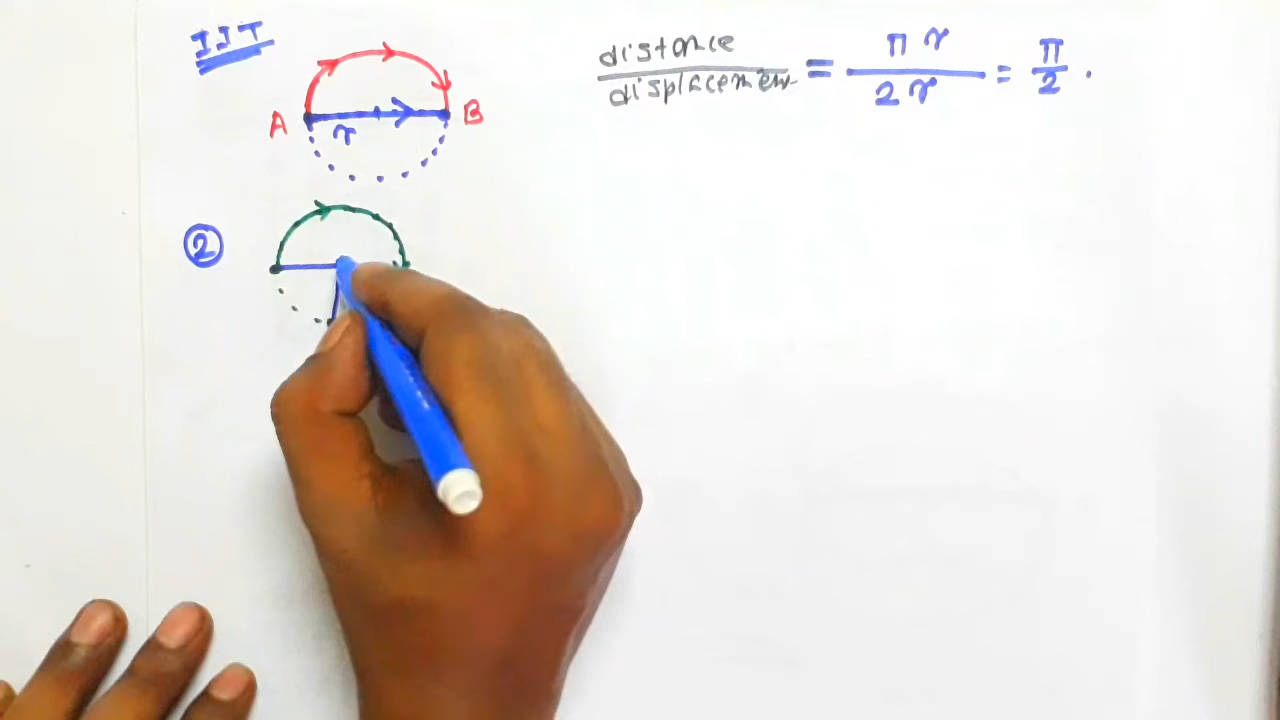 IIT
distance / displacement = πr / 2r = π / 2 .
A r B
②